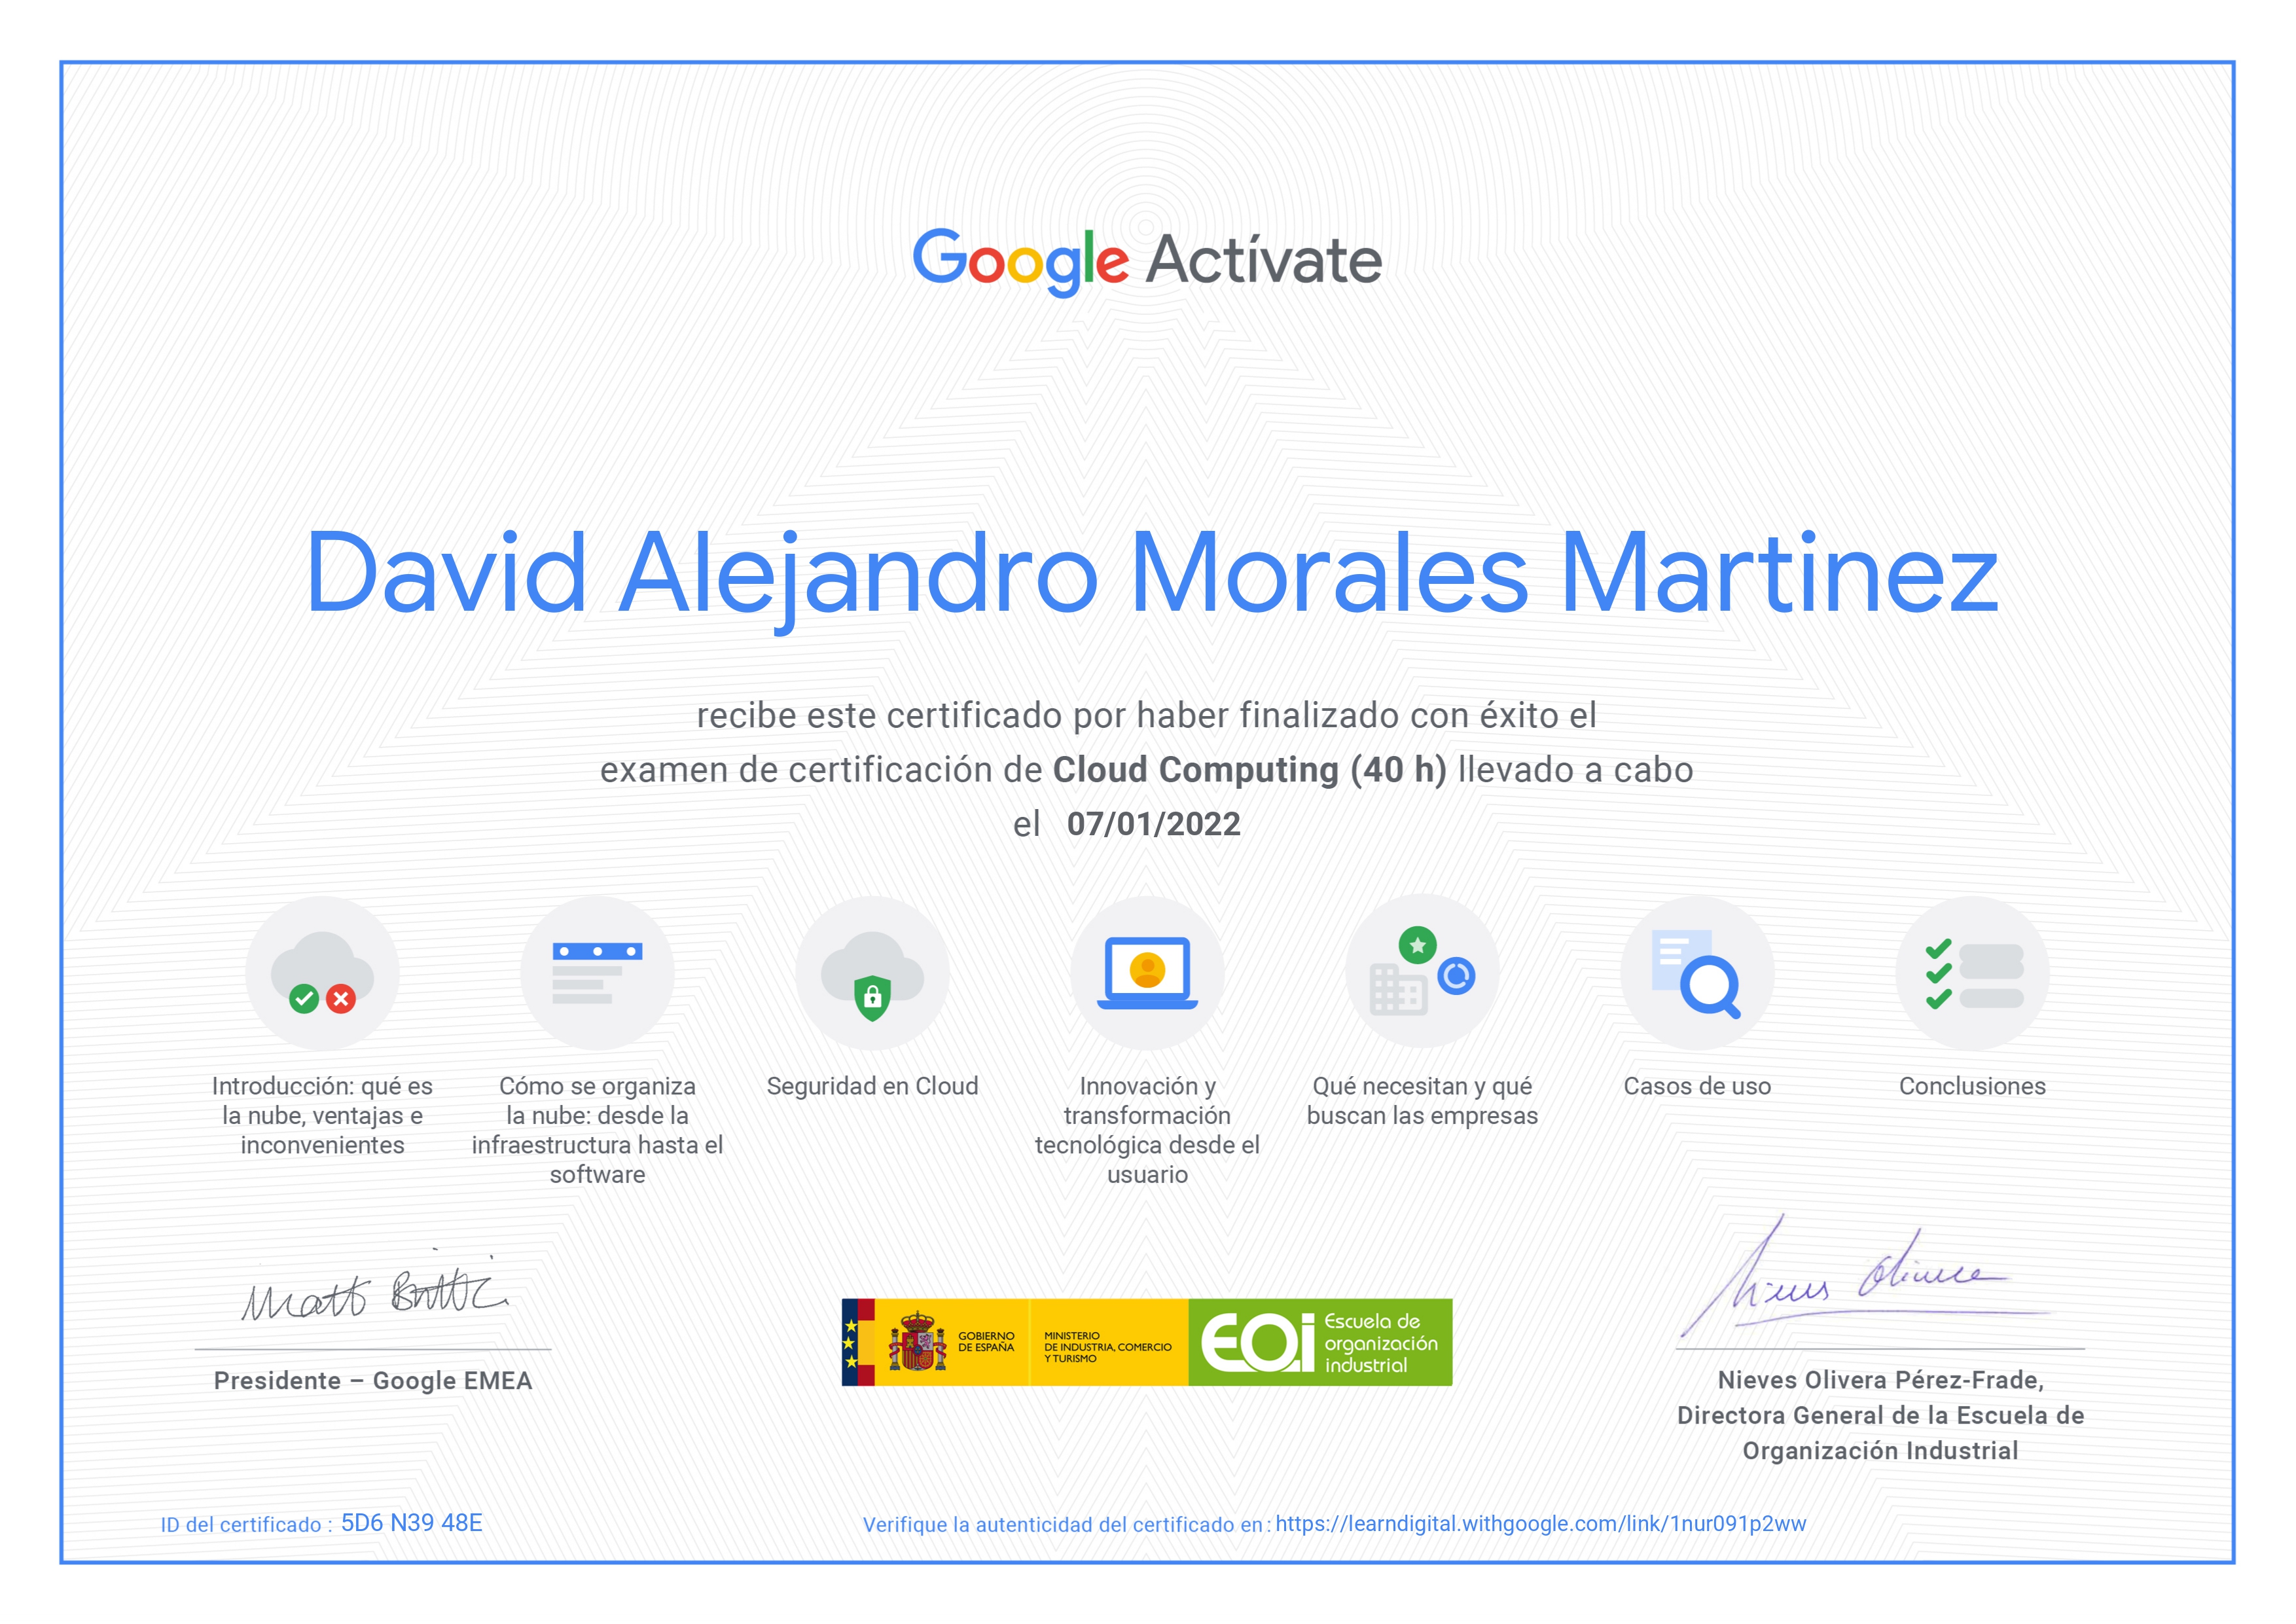 Google Actívate
David Alejandro Morales Martinez
recibe este certificado por haber finalizado con éxito el
examen de certificación de Cloud Computing (40 h) llevado a cabo
el 07/01/2022
Introducción: qué es
la nube, ventajas e
inconvenientes
Cómo se organiza
la nube: desde la
infraestructura hasta el
software
Seguridad en Cloud
Innovación y
transformación
tecnológica desde el
usuario
Qué necesitan y qué
buscan las empresas
Casos de uso
Conclusiones
Matt Brittin
Presidente – Google EMEA
GOBIERNO
DE ESPAÑA
MINISTERIO
DE INDUSTRIA, COMERCIO
Y TURISMO
EOi
Escuela de
organización
industrial
Nieves Olivera
Nieves Olivera Pérez-Frade,
Directora General de la Escuela de
Organización Industrial
ID del certificado : 5D6 N39 48E
Verifique la autenticidad del certificado en : https://learndigital.withgoogle.com/link/1nur091p2ww